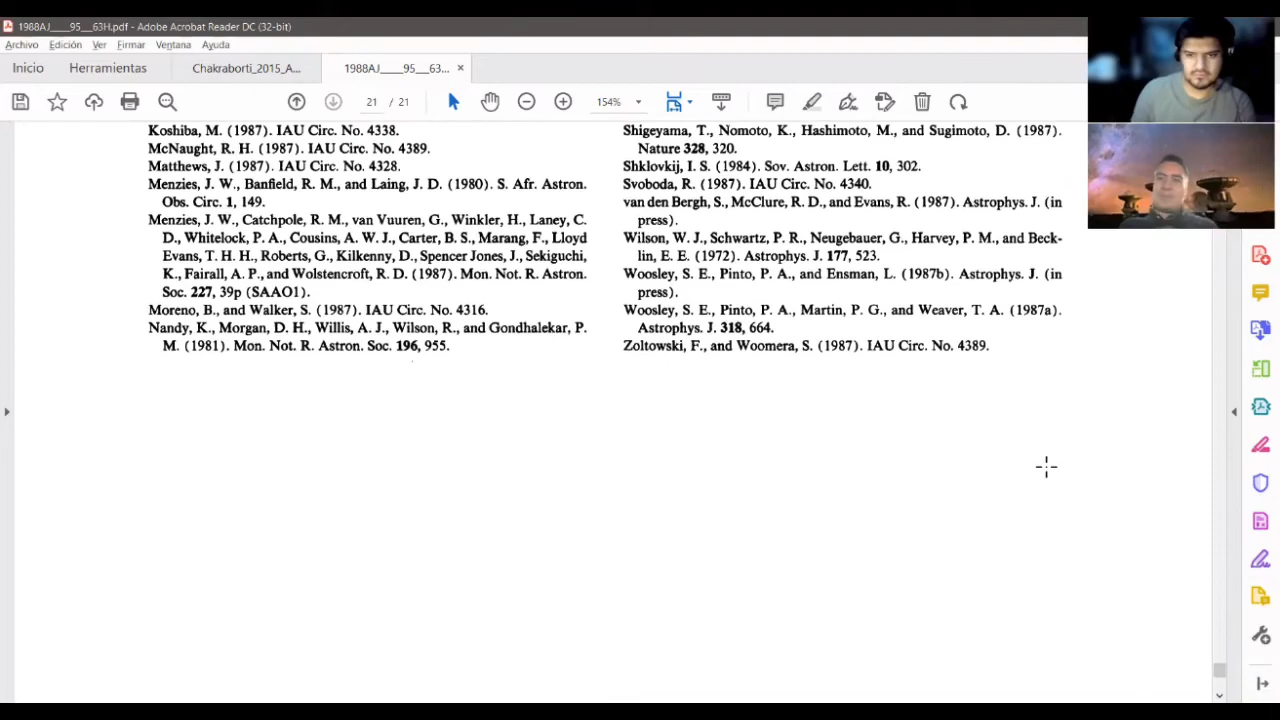 1988AJ____95__63H.pdf - Adobe Acrobat Reader DC (32-bit)
Archivo Edición Ver Firmar Ventana Ayuda
Inicio Herramientas Chakraborti_2015_A... 1988AJ____95__63... ×
21 / 21 154%
Koshiba, M. (1987). IAU Circ. No. 4338.
McNaught, R. H. (1987). IAU Circ. No. 4389.
Matthews, J. (1987). IAU Circ. No. 4328.
Menzies, J. W., Banfield, R. M., and Laing, J. D. (1980). S. Afr. Astron.
Obs. Circ. 1, 149.
Menzies, J. W., Catchpole, R. M., van Vuuren, G., Winkler, H., Laney, C.
D., Whitelock, P. A., Cousins, A. W. J., Carter, B. S., Marang, F., Lloyd
Evans, T. H. H., Roberts, G., Kilkenny, D., Spencer Jones, J., Sekiguchi,
K., Fairall, A. P., and Wolstencroft, R. D. (1987). Mon. Not. R. Astron.
Soc. 227, 39p (SAAO1).
Moreno, B., and Walker, S. (1987). IAU Circ. No. 4316.
Nandy, K., Morgan, D. H., Willis, A. J., Wilson, R., and Gondhalekar, P.
M. (1981). Mon. Not. R. Astron. Soc. 196, 955.
Shigeyama, T., Nomoto, K., Hashimoto, M., and Sugimoto, D. (1987).
Nature 328, 320.
Shklovkij, I. S. (1984). Sov. Astron. Lett. 10, 302.
Svoboda, R. (1987). IAU Circ. No. 4340.
van den Bergh, S., McClure, R. D., and Evans, R. (1987). Astrophys. J. (in
press).
Wilson, W. J., Schwartz, P. R., Neugebauer, G., Harvey, P. M., and Beck-
lin, E. E. (1972). Astrophys. J. 177, 523.
Woosley, S. E., Pinto, P. A., and Ensman, L. (1987b). Astrophys. J. (in
press).
Woosley, S. E., Pinto, P. A., Martin, P. G., and Weaver, T. A. (1987a).
Astrophys. J. 318, 664.
Zoltowski, F., and Woomera, S. (1987). IAU Circ. No. 4389.